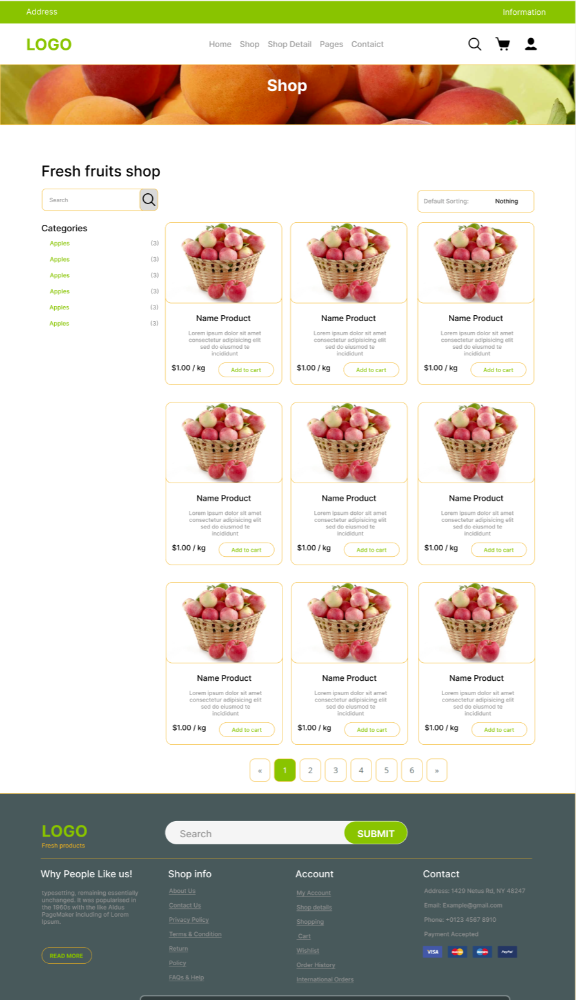 Address
Information
LOGO
Home Shop Shop Detail Pages Contaict
Shop
Fresh fruits shop
Search
Default Sorting: Nothing
Categories
Apples (3)
Apples (3)
Apples (3)
Apples (3)
Apples (3)
Apples (3)
Name Product
Lorem ipsum dolor sit amet
consectetur adipisicing elit
sed do eiusmod te
incididunt
$1.00 / kg
Add to cart
Name Product
Lorem ipsum dolor sit amet
consectetur adipisicing elit
sed do eiusmod te
incididunt
$1.00 / kg
Add to cart
Name Product
Lorem ipsum dolor sit amet
consectetur adipisicing elit
sed do eiusmod te
incididunt
$1.00 / kg
Add to cart
Name Product
Lorem ipsum dolor sit amet
consectetur adipisicing elit
sed do eiusmod te
incididunt
$1.00 / kg
Add to cart
Name Product
Lorem ipsum dolor sit amet
consectetur adipisicing elit
sed do eiusmod te
incididunt
$1.00 / kg
Add to cart
Name Product
Lorem ipsum dolor sit amet
consectetur adipisicing elit
sed do eiusmod te
incididunt
$1.00 / kg
Add to cart
Name Product
Lorem ipsum dolor sit amet
consectetur adipisicing elit
sed do eiusmod te
incididunt
$1.00 / kg
Add to cart
Name Product
Lorem ipsum dolor sit amet
consectetur adipisicing elit
sed do eiusmod te
incididunt
$1.00 / kg
Add to cart
Name Product
Lorem ipsum dolor sit amet
consectetur adipisicing elit
sed do eiusmod te
incididunt
$1.00 / kg
Add to cart
« 1 2 3 4 5 6 »
LOGO
Fresh products
Search
SUBMIT
Why People Like us!
typesetting, remaining essentially
unchanged. It was popularised in
the 1960s with the like Aldus
PageMaker including of Lorem
Ipsum.
READ MORE
Shop info
About Us
Contact Us
Privacy Policy
Terms & Condition
Return
Policy
FAQs & Help
Account
My Account
Shop details
Shopping
Cart
Wishlist
Order History
International Orders
Contact
Address: 1429 Netus Rd, NY 48247
Email: Example@gmail.com
Phone: +0123 4567 8910
Payment Accepted
VISA
PayPal